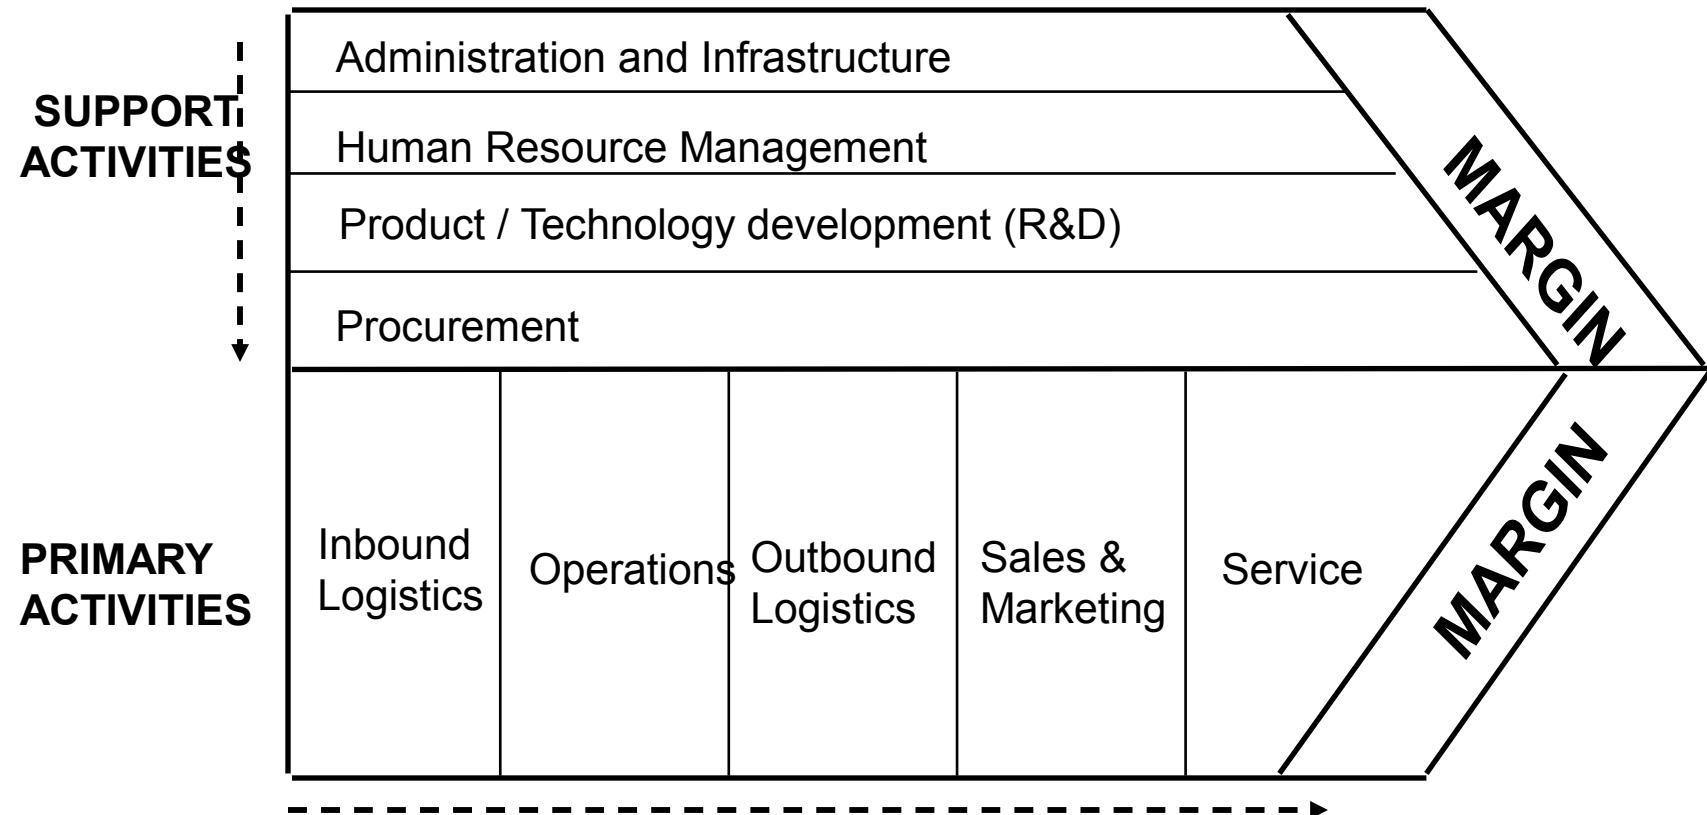 Administration and Infrastructure
SUPPORT
ACTIVITIES
Human Resource Management
Product / Technology development (R&D)
Procurement
MARGIN
PRIMARY
ACTIVITIES
Inbound
Logistics
Operations
Outbound
Logistics
Sales &
Marketing
Service
MARGIN